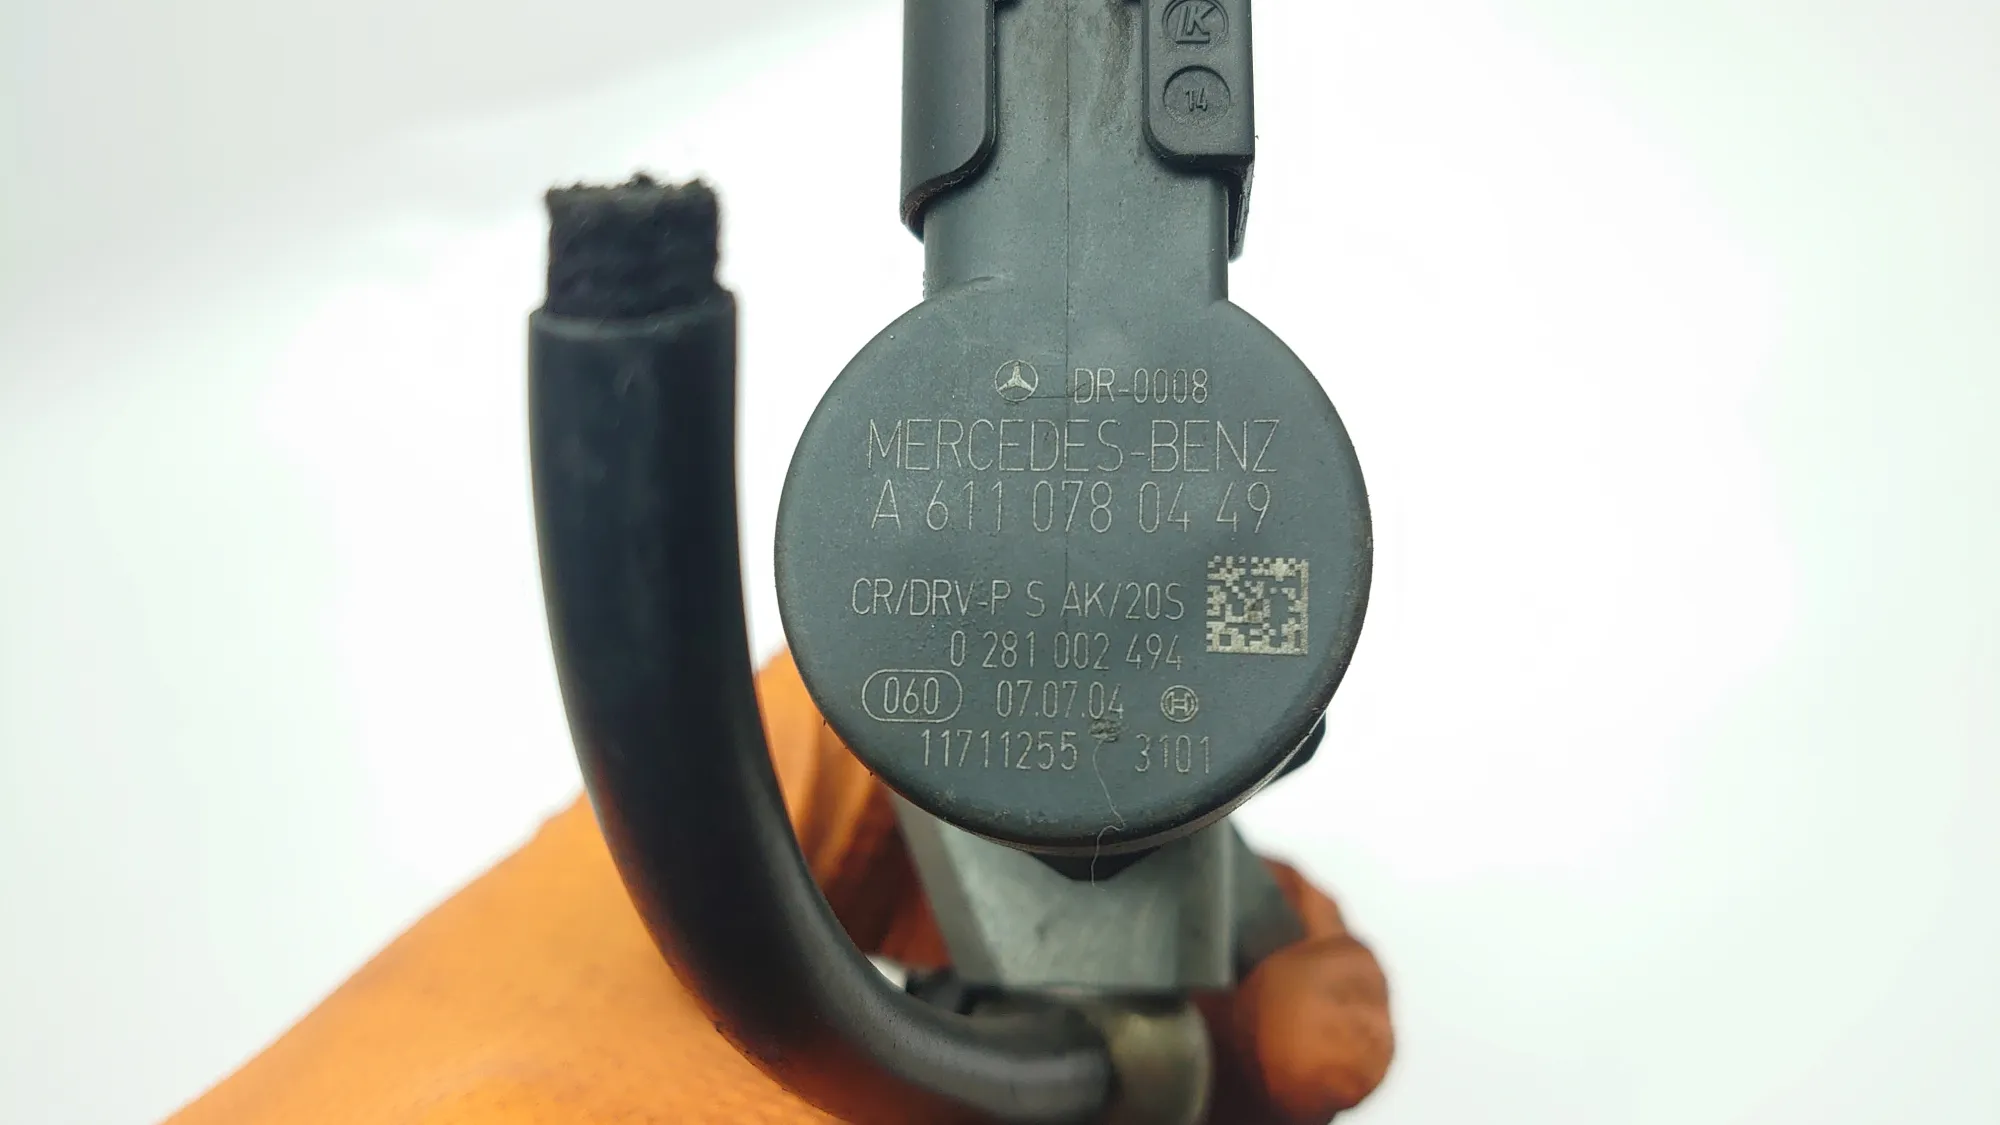 LK
14
DR-0008
MERCEDES-BENZ
A 611 078 04 49
CR/DRV-P S AK/20S
0 281 002 494
060 07.07.04
11711255 3101